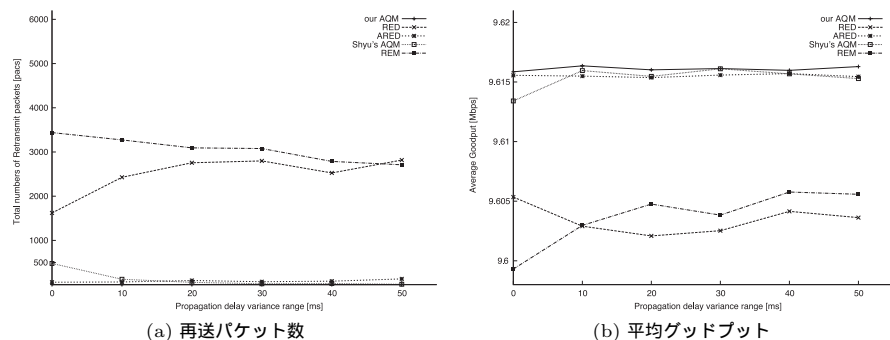 6000
5000
4000
3000
2000
1000
500
0
10
20
30
40
50
Total numbers of Retransmit packets [pacs]
Propagation delay variance range [ms]
our AQM
RED
ARED
Shyu's AQM
REM
(a) 再送パケット数
9.62
9.615
9.61
9.605
9.6
0
10
20
30
40
50
Average Goodput [Mbps]
Propagation delay variance range [ms]
our AQM
RED
ARED
Shyu's AQM
REM
(b) 平均グッドプット